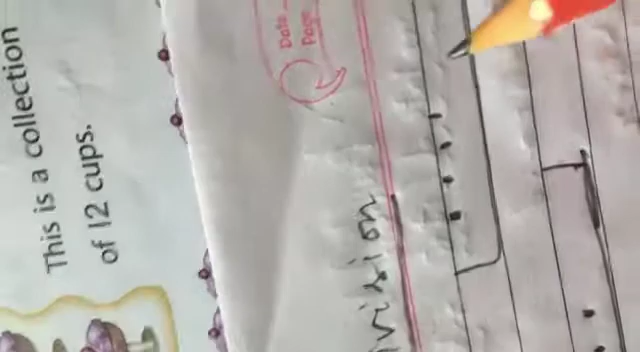 This is a collection
of 12 cups.
Date
Page
ivision